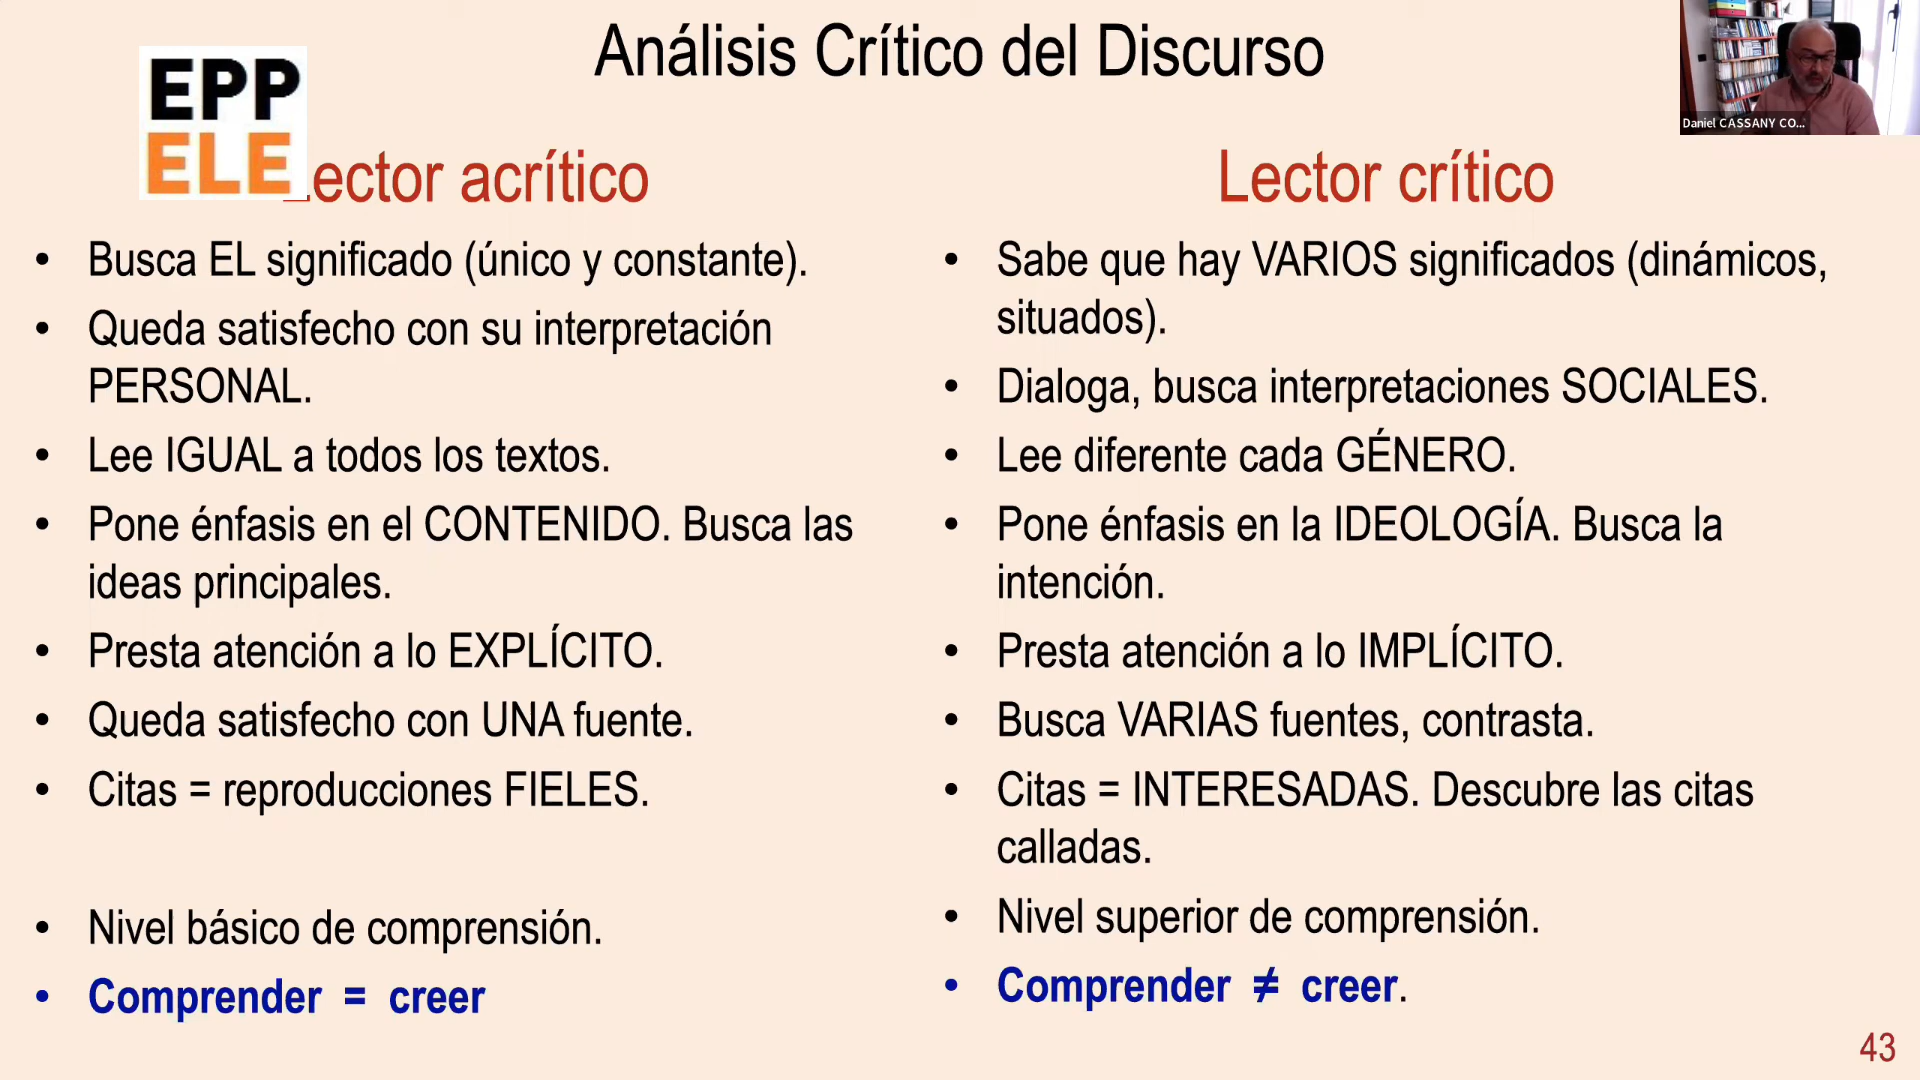 Análisis Crítico del Discurso
EPP
ELE
Daniel CASSANY CO...
Lector acrítico
• Busca EL significado (único y constante).
• Queda satisfecho con su interpretación
PERSONAL.
• Lee IGUAL a todos los textos.
• Pone énfasis en el CONTENIDO. Busca las
ideas principales.
• Presta atención a lo EXPLÍCITO.
• Queda satisfecho con UNA fuente.
• Citas = reproducciones FIELES.
• Nivel básico de comprensión.
• Comprender = creer
Lector crítico
• Sabe que hay VARIOS significados (dinámicos,
situados).
• Dialoga, busca interpretaciones SOCIALES.
• Lee diferente cada GÉNERO.
• Pone énfasis en la IDEOLOGÍA. Busca la
intención.
• Presta atención a lo IMPLÍCITO.
• Busca VARIAS fuentes, contrasta.
• Citas = INTERESADAS. Descubre las citas
calladas.
• Nivel superior de comprensión.
• Comprender ≠ creer.
43